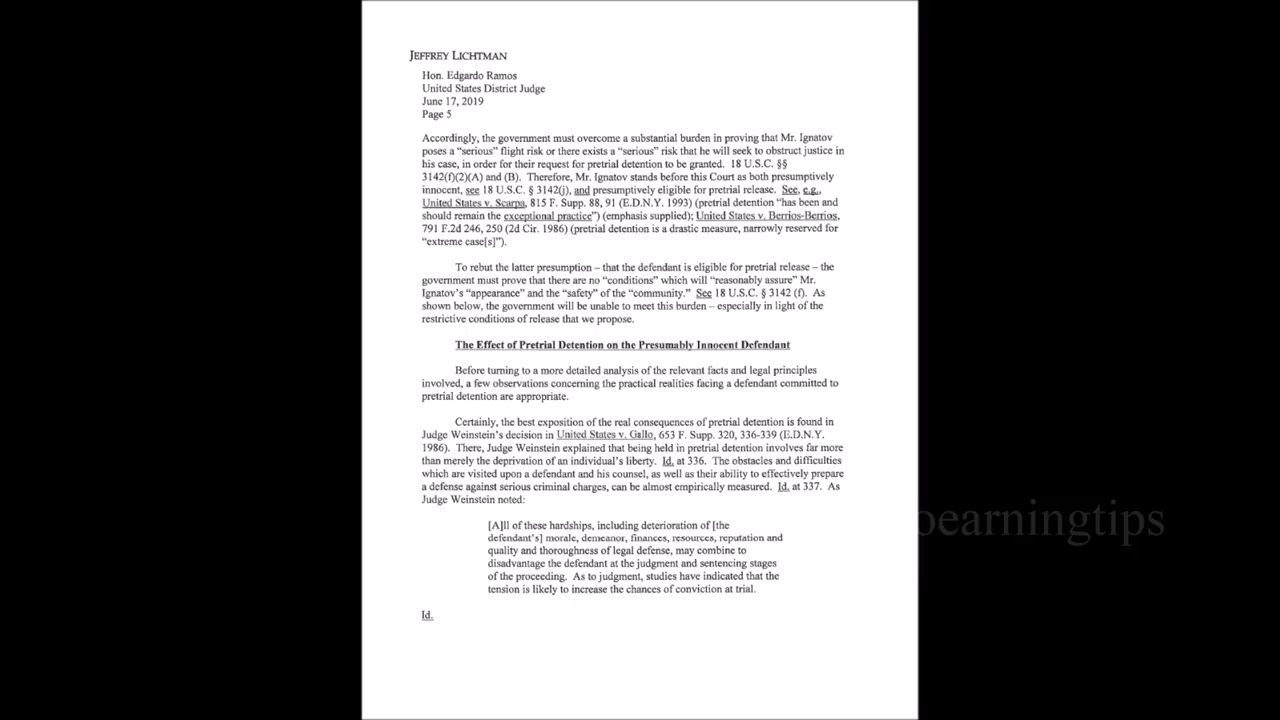 JEFFREY LICHTMAN
Hon. Edgardo Ramos
United States District Judge
June 17, 2019
Page 5
Accordingly, the government must overcome a substantial burden in proving that Mr. Ignatov
poses a “serious” flight risk or there exists a “serious” risk that he will seek to obstruct justice in
his case, in order for their request for pretrial detention to be granted. 18 U.S.C. §§
3142(f)(2)(A) and (B). Therefore, Mr. Ignatov stands before this Court as both presumptively
innocent, see 18 U.S.C. § 3142(j), and presumptively eligible for pretrial release. See, e.g.,
United States v. Scarpa, 815 F. Supp. 88, 91 (E.D.N.Y. 1993) (pretrial detention “has been and
should remain the exceptional practice”) (emphasis supplied); United States v. Berrios-Berrios,
791 F.2d 246, 250 (2d Cir. 1986) (pretrial detention is a drastic measure, narrowly reserved for
“extreme case[s]”).
To rebut the latter presumption – that the defendant is eligible for pretrial release – the
government must prove that there are no “conditions” which will “reasonably assure” Mr.
Ignatov’s “appearance” and the “safety” of the “community.” See 18 U.S.C. § 3142 (f). As
shown below, the government will be unable to meet this burden – especially in light of the
restrictive conditions of release that we propose.
The Effect of Pretrial Detention on the Presumably Innocent Defendant
Before turning to a more detailed analysis of the relevant facts and legal principles
involved, a few observations concerning the practical realities facing a defendant committed to
pretrial detention are appropriate.
Certainly, the best exposition of the real consequences of pretrial detention is found in
Judge Weinstein’s decision in United States v. Gallo, 653 F. Supp. 320, 336-339 (E.D.N.Y.
1986). There, Judge Weinstein explained that being held in pretrial detention involves far more
than merely the deprivation of an individual’s liberty. Id. at 336. The obstacles and difficulties
which are visited upon a defendant and his counsel, as well as their ability to effectively prepare
a defense against serious criminal charges, can be almost empirically measured. Id. at 337. As
Judge Weinstein noted:
[A]ll of these hardships, including deterioration of [the
defendant’s] morale, demeanor, finances, resources, reputation and
quality and thoroughness of legal defense, may combine to
disadvantage the defendant at the judgment and sentencing stages
of the proceeding. As to judgment, studies have indicated that the
tension is likely to increase the chances of conviction at trial.
Id.
oearningtips